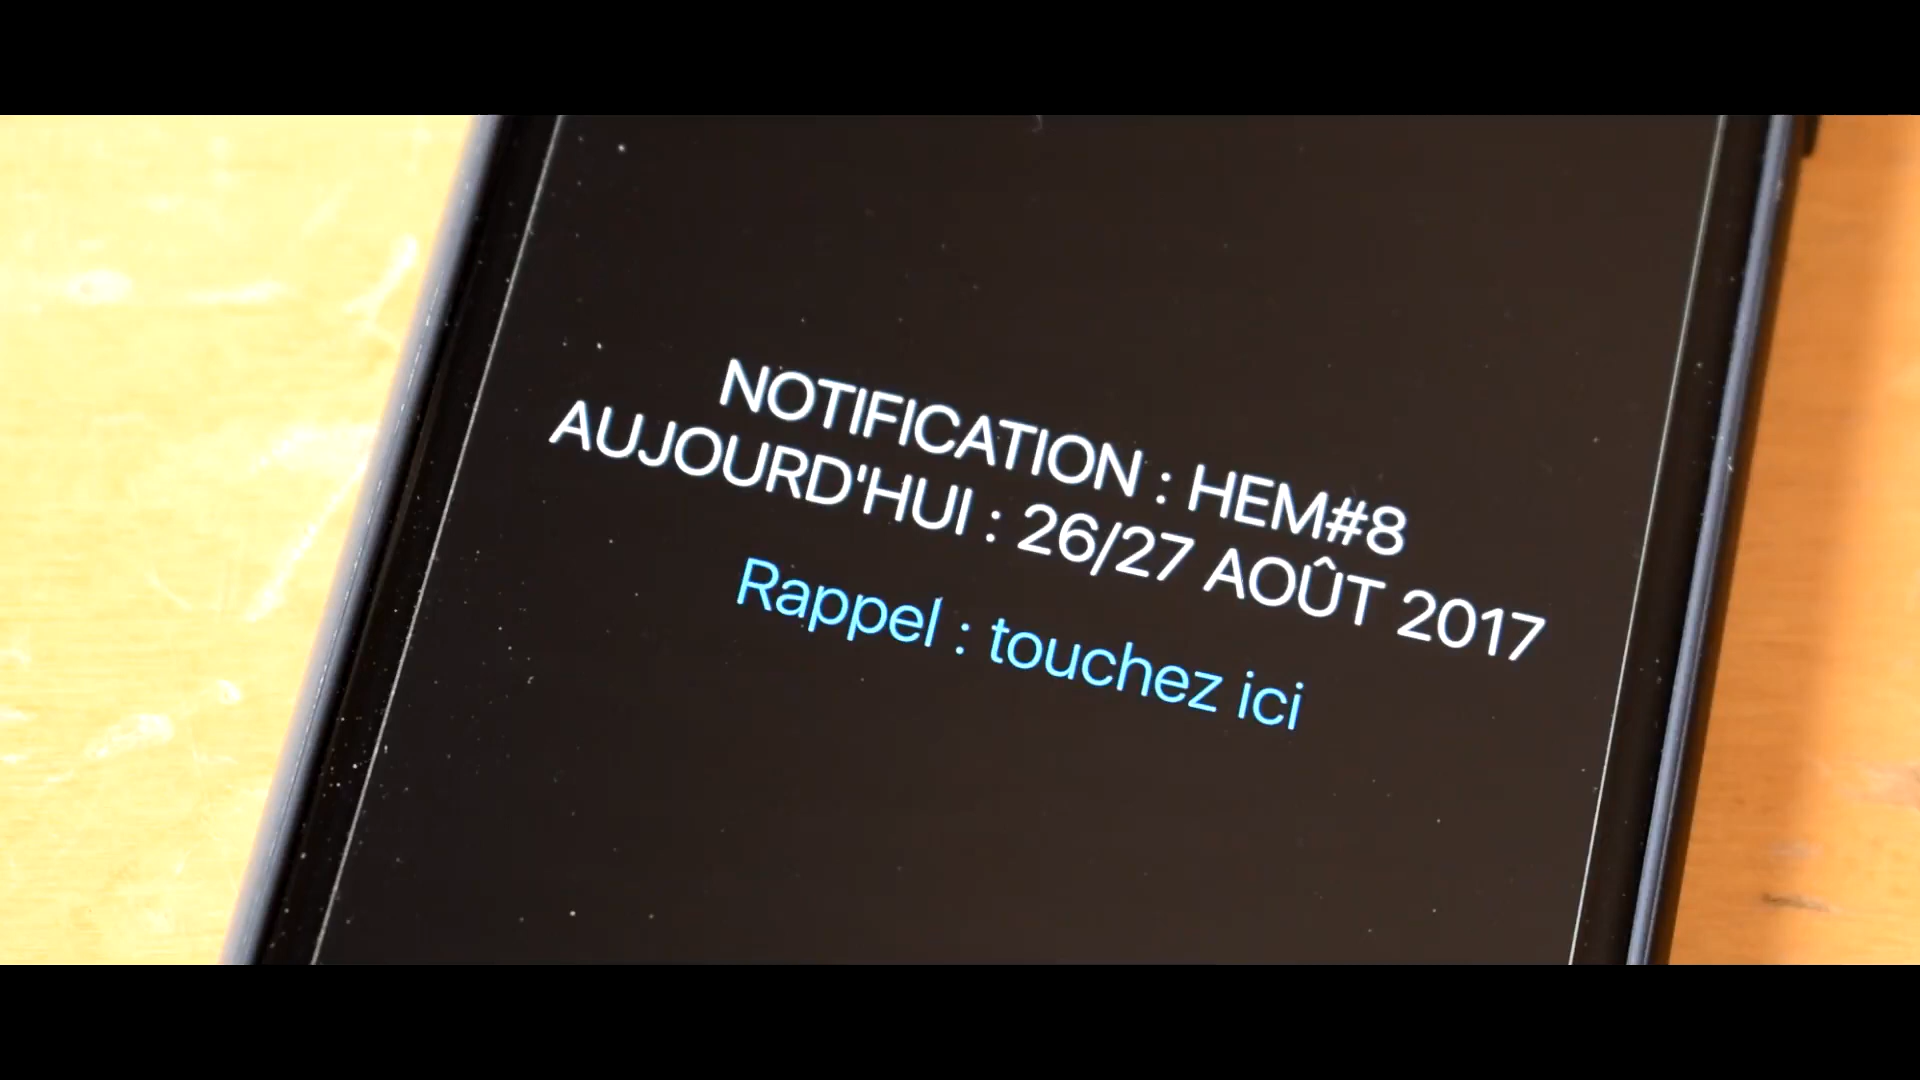 NOTIFICATION : HEM#8
AUJOURD'HUI : 26/27 AOÛT 2017
Rappel : touchez ici